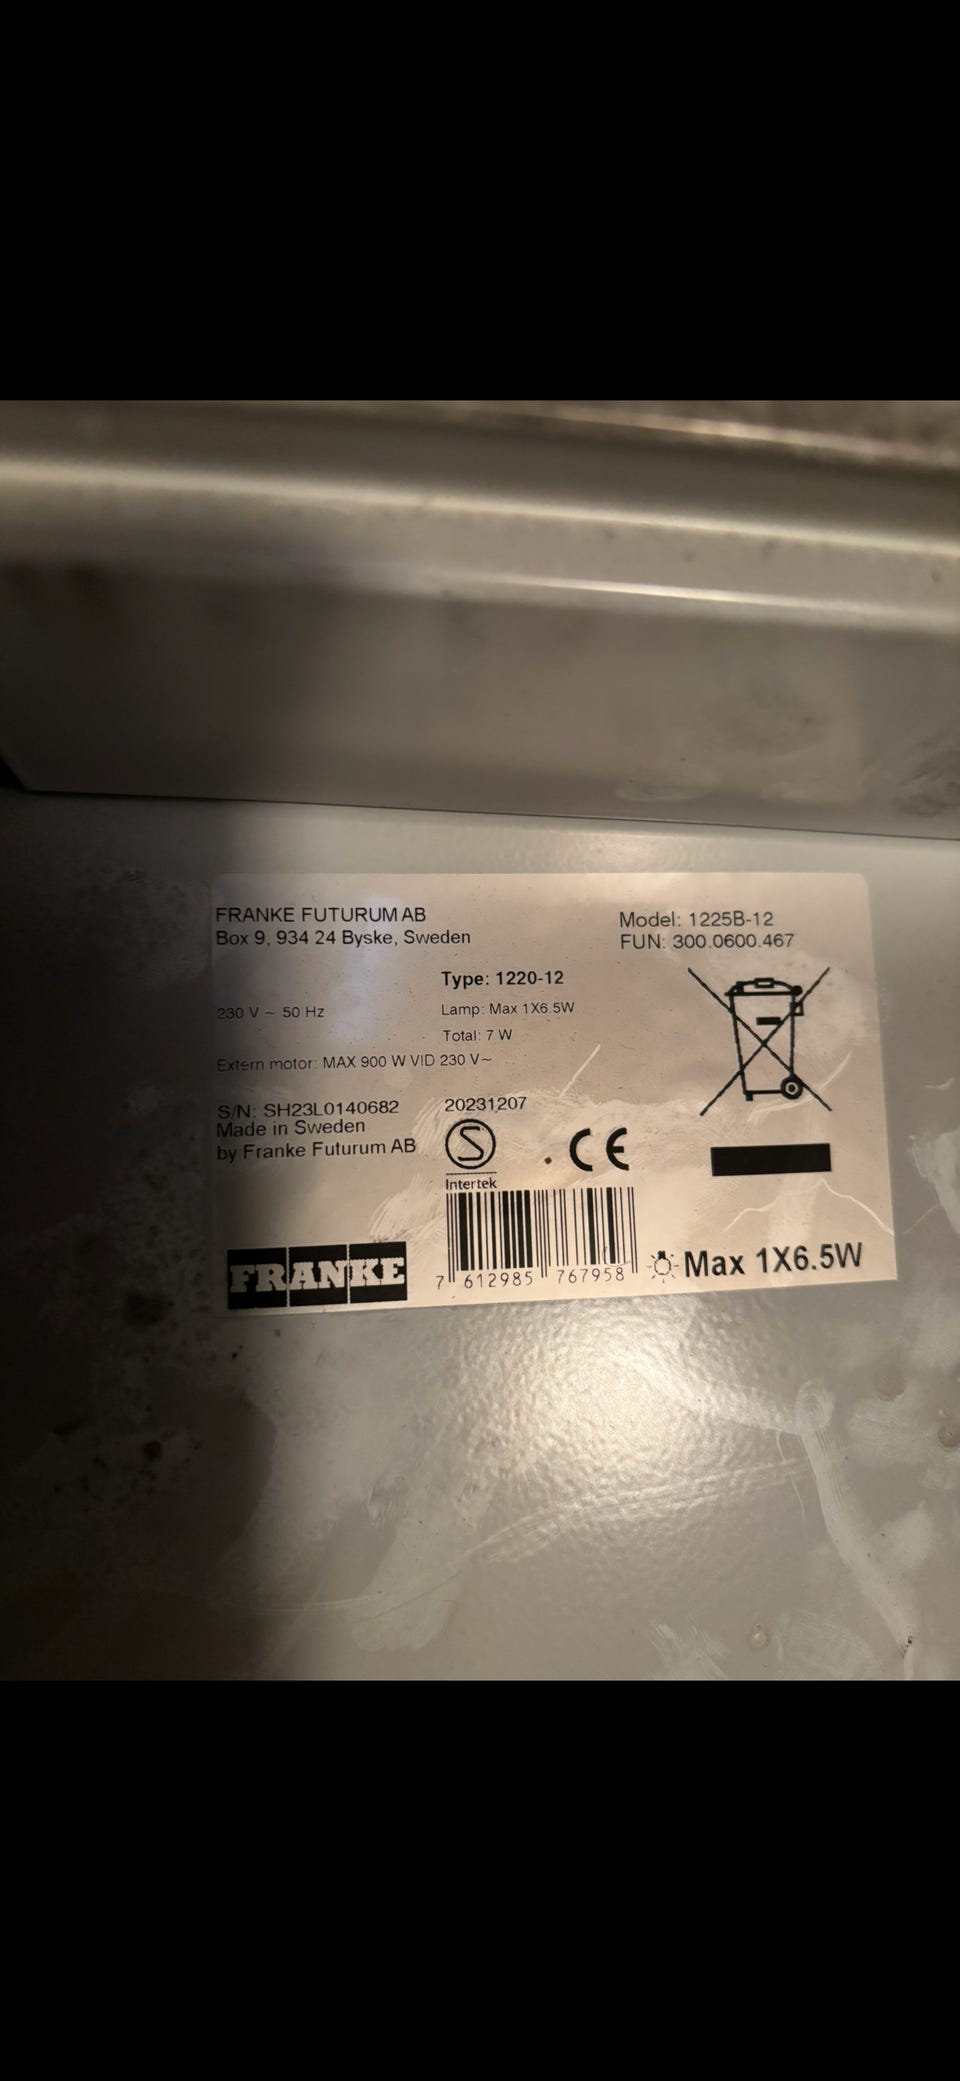 FRANKE FUTURUM AB
Box 9, 934 24 Byske, Sweden
Model: 1225B-12
FUN: 300.0600.467
Type: 1220-12
230 V ~ 50 Hz
Lamp: Max 1X6.5W
Total: 7 W
Extern motor: MAX 900 W VID 230 V~
S/N: SH23L0140682
20231207
Made in Sweden
by Franke Futurum AB
S
Intertek
CE
FRANKE
7 612985 767958
Max 1X6.5W